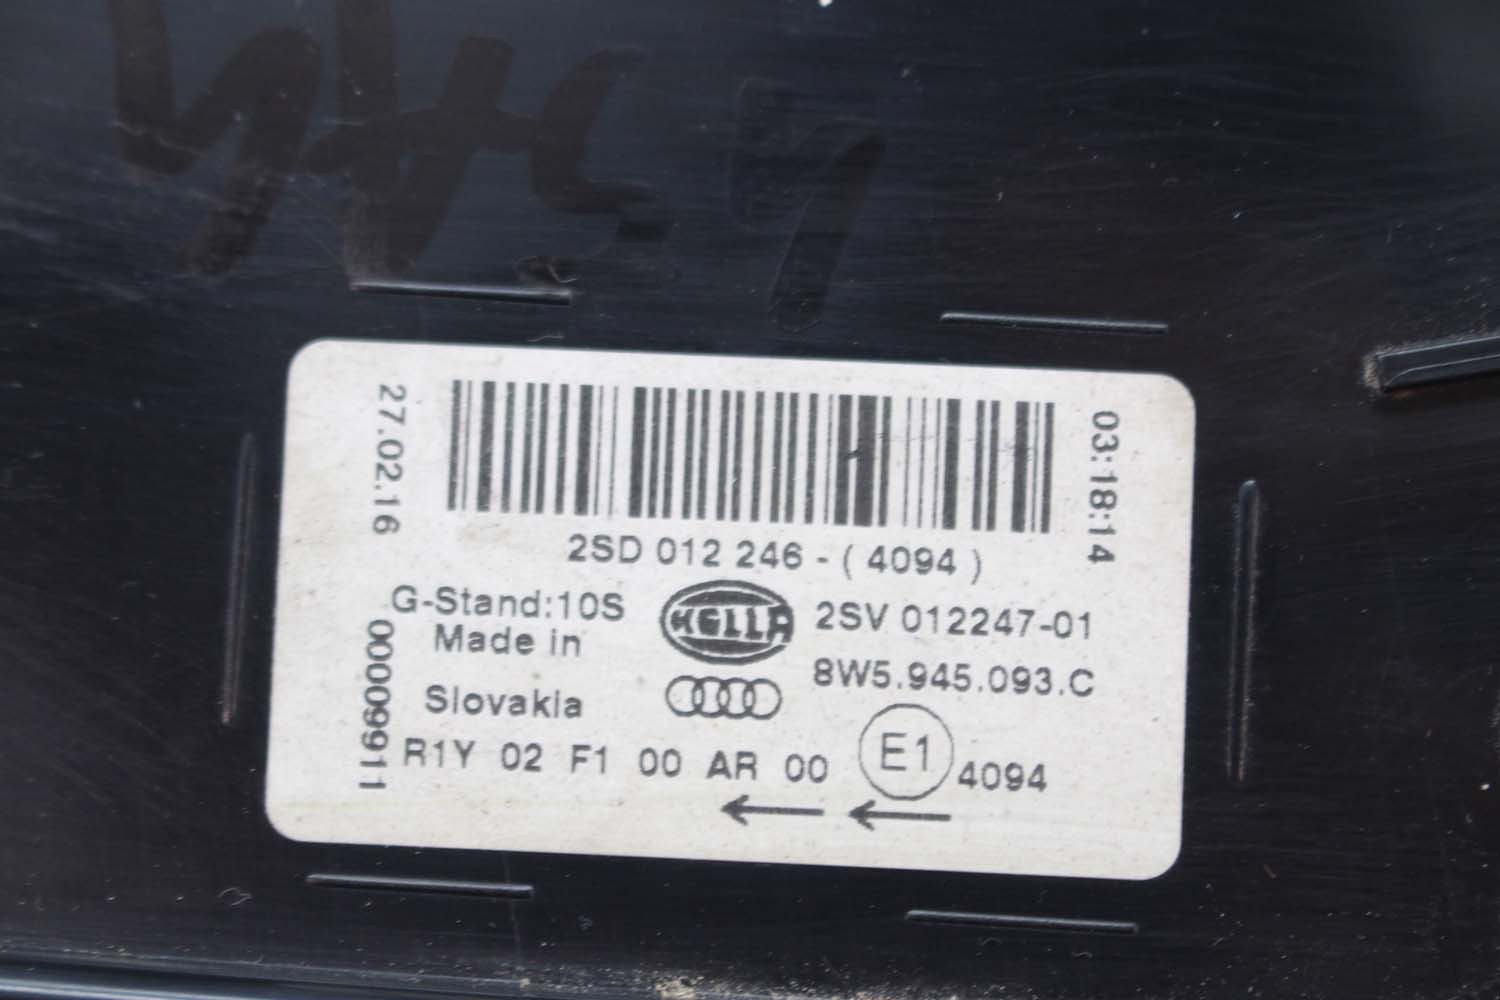 27.02.16
03:18:14
2SD 012 246 - ( 4094 )
G-Stand:10S
HELLA
2SV 012247-01
Made in
8W5.945.093.C
Slovakia
00009911
R1Y 02 F1 00 AR 00
E1
4094
← ←